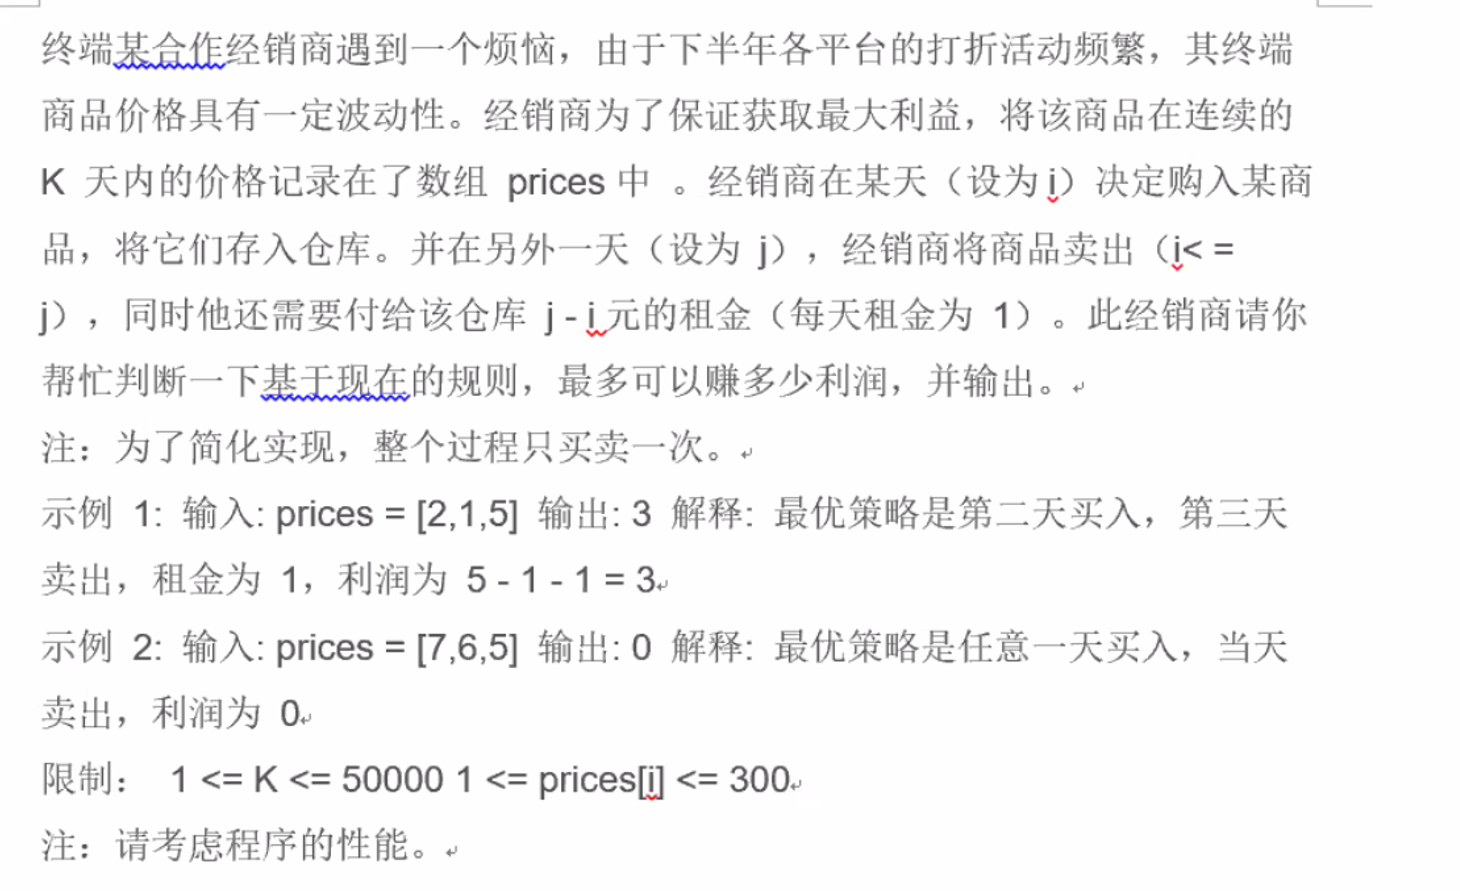 终端某合作经销商遇到一个烦恼，由于下半年各平台的打折活动频繁，其终端
商品价格具有一定波动性。经销商为了保证获取最大利益，将该商品在连续的
K 天内的价格记录在了数组 prices 中 。经销商在某天（设为 i）决定购入某商
品，将它们存入仓库。并在另外一天（设为 j），经销商将商品卖出（i< =
j），同时他还需要付给该仓库 j - i 元的租金（每天租金为 1）。此经销商请你
帮忙判断一下基于现在的规则，最多可以赚多少利润，并输出。
注：为了简化实现，整个过程只买卖一次。
示例 1: 输入: prices = [2,1,5] 输出: 3 解释: 最优策略是第二天买入，第三天
卖出，租金为 1，利润为 5 - 1 - 1 = 3
示例 2: 输入: prices = [7,6,5] 输出: 0 解释: 最优策略是任意一天买入，当天
卖出，利润为 0
限制： 1 <= K <= 50000 1 <= prices[i] <= 300
注：请考虑程序的性能。